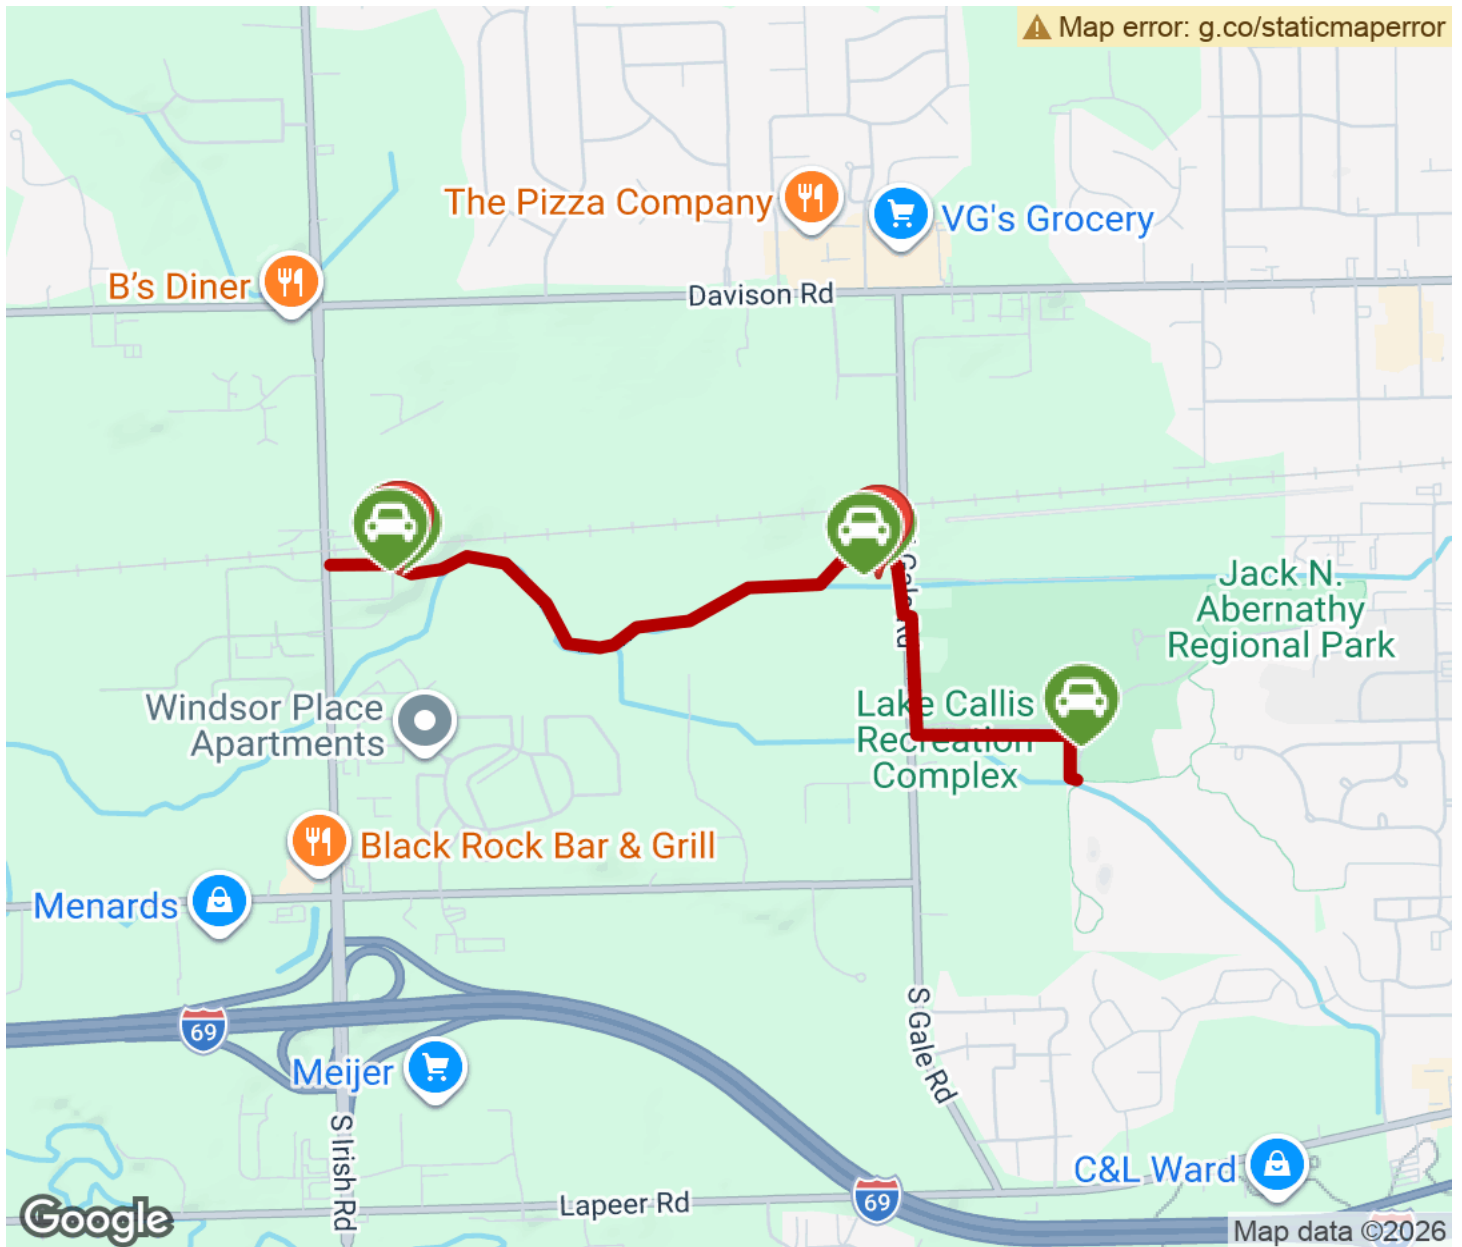 Map error: g.co/staticmaperror
The Pizza Company
VG's Grocery
B’s Diner
Davison Rd
S Gale Rd
Jack N.
Abernathy
Regional Park
Windsor Place
Apartments
Lake Callis
Recreation
Complex
Black Rock Bar & Grill
Menards
69
Meijer
S Gale Rd
S Irish Rd
C&L Ward
Lapeer Rd
69
Google
Map data ©2026